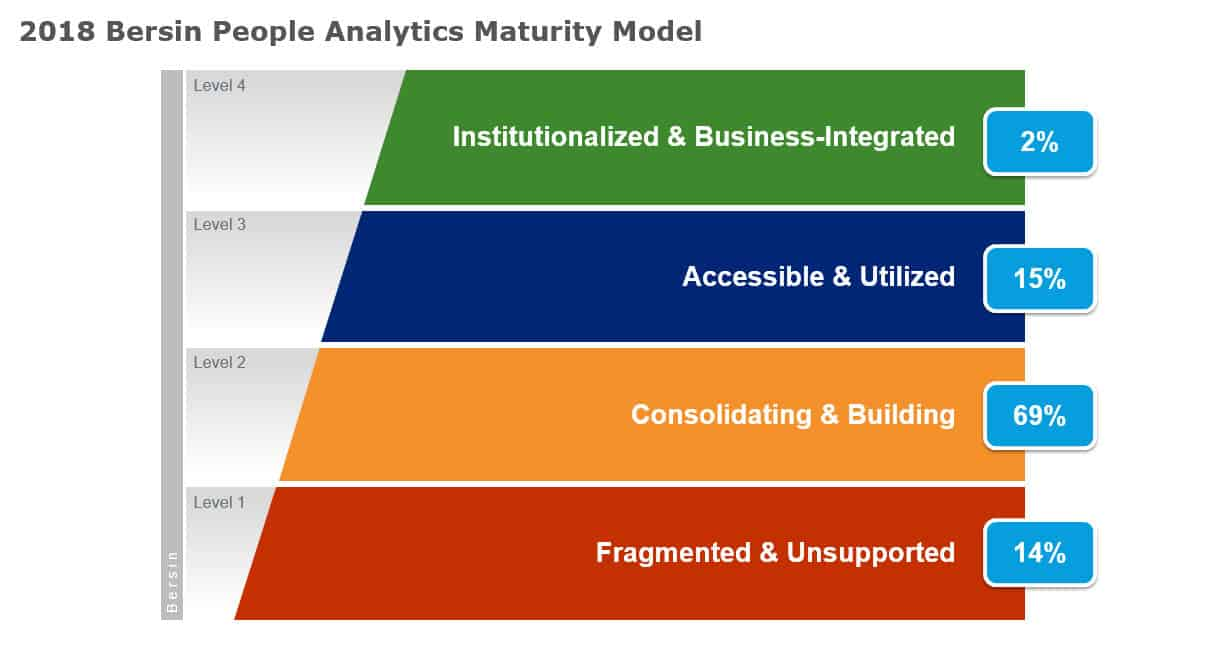 2018 Bersin People Analytics Maturity Model
Level 4
Institutionalized & Business-Integrated
2%
Level 3
Accessible & Utilized
15%
Level 2
Consolidating & Building
69%
Level 1
Fragmented & Unsupported
14%
Bersin